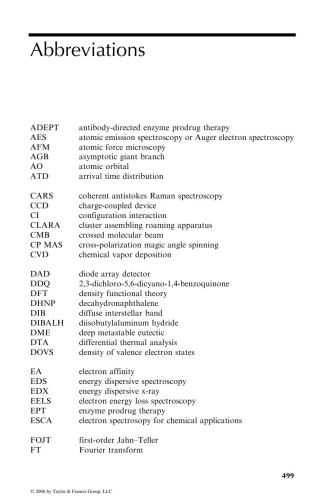 Abbreviations
ADEPT antibody-directed enzyme prodrug therapy
AES atomic emission spectroscopy or Auger electron spectroscopy
AFM atomic force microscopy
AGB asymptotic giant branch
AO atomic orbital
ATD arrival time distribution
CARS coherent antistokes Raman spectroscopy
CCD charge-coupled device
CI configuration interaction
CLARA cluster assembling roaming apparatus
CMB crossed molecular beam
CP MAS cross-polarization magic angle spinning
CVD chemical vapor deposition
DAD diode array detector
DDQ 2,3-dichloro-5,6-dicyano-1,4-benzoquinone
DFT density functional theory
DHNP decahydronaphthalene
DIB diffuse interstellar band
DIBALH diisobutylaluminum hydride
DME deep metastable eutectic
DTA differential thermal analysis
DOVS density of valence electron states
EA electron affinity
EDS energy dispersive spectroscopy
EDX energy dispersive x-ray
EELS electron energy loss spectroscopy
EPT enzyme prodrug therapy
ESCA electron spectrosopy for chemical applications
FOJT first-order Jahn–Teller
FT Fourier transform
499
© 2006 by Taylor & Francis Group, LLC